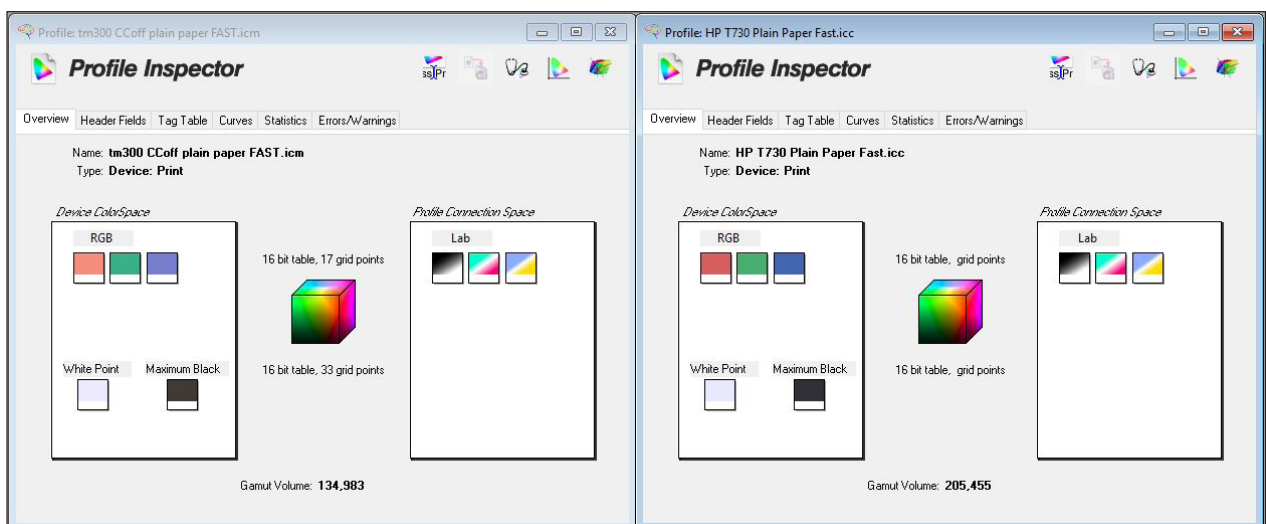 Profile: tm300 CCoff plain paper FAST.icm
Profile Inspector
Overview Header Fields Tag Table Curves Statistics Errors/Warnings
Name: tm300 CCoff plain paper FAST.icm
Type: Device: Print
Device ColorSpace
Profile Connection Space
RGB
Lab
16 bit table, 17 grid points
White Point
Maximum Black
16 bit table, 33 grid points
Gamut Volume: 134,983
Profile: HP T730 Plain Paper Fast.icc
Profile Inspector
Overview Header Fields Tag Table Curves Statistics Errors/Warnings
Name: HP T730 Plain Paper Fast.icc
Type: Device: Print
Device ColorSpace
Profile Connection Space
RGB
Lab
16 bit table, grid points
White Point
Maximum Black
16 bit table, grid points
Gamut Volume: 205,455